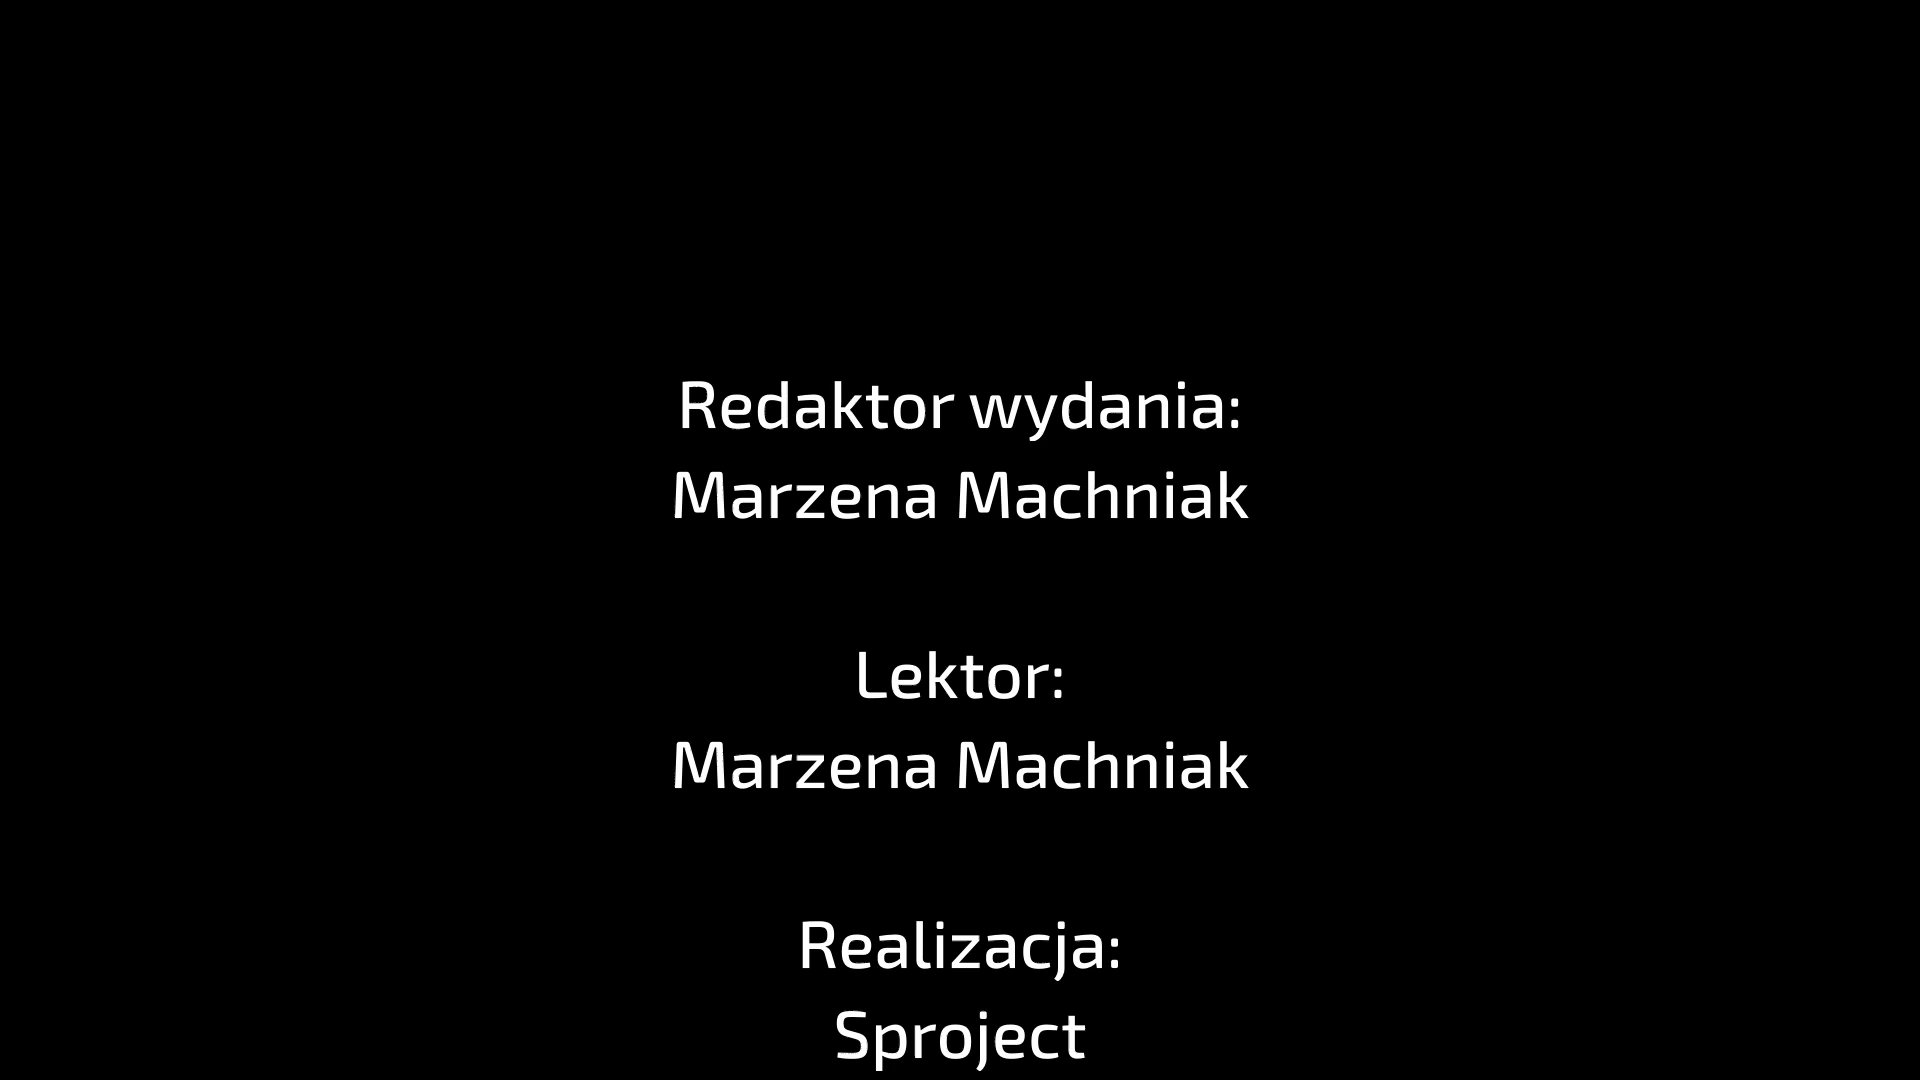 Redaktor wydania:
Marzena Machniak
Lektor:
Marzena Machniak
Realizacja:
Sproject